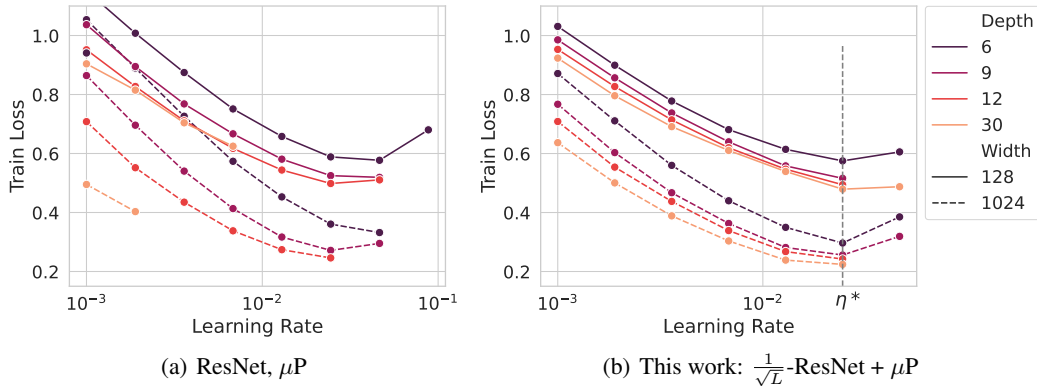 1.0
0.8
0.6
0.4
0.2
Train Loss
10⁻³
10⁻²
10⁻¹
Learning Rate
(a) ResNet, μP
1.0
0.8
0.6
0.4
0.2
Train Loss
10⁻³
10⁻²
η*
Learning Rate
(b) This work: 1/√L-ResNet + μP
Depth
6
9
12
30
Width
128
1024